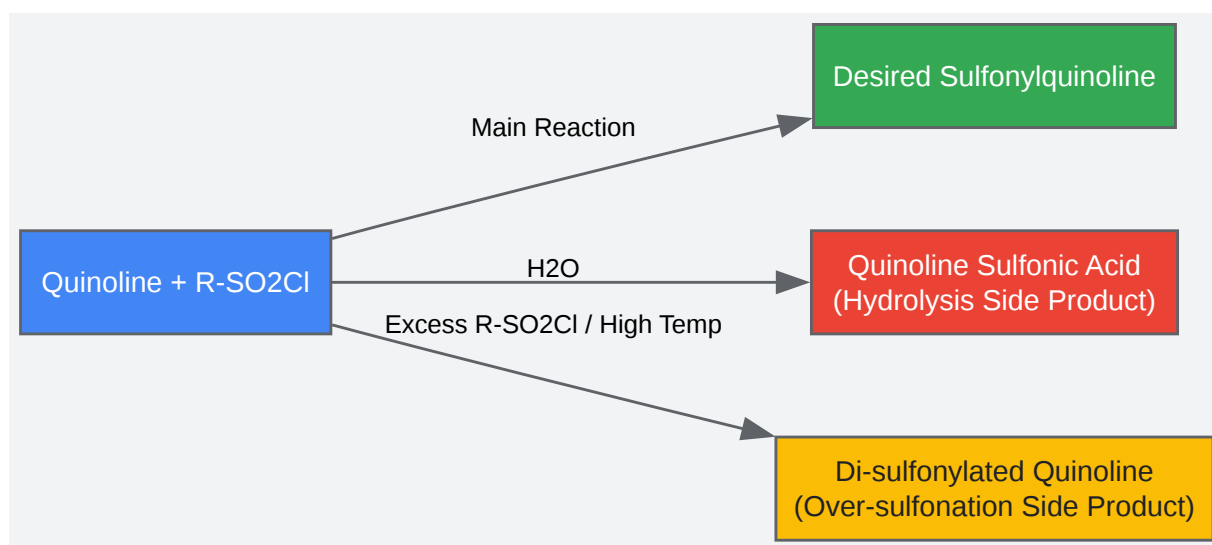 Desired Sulfonylquinoline
Main Reaction
Quinoline + R-SO2Cl
H2O
Quinoline Sulfonic Acid
(Hydrolysis Side Product)
Excess R-SO2Cl / High Temp
Di-sulfonylated Quinoline
(Over-sulfonation Side Product)